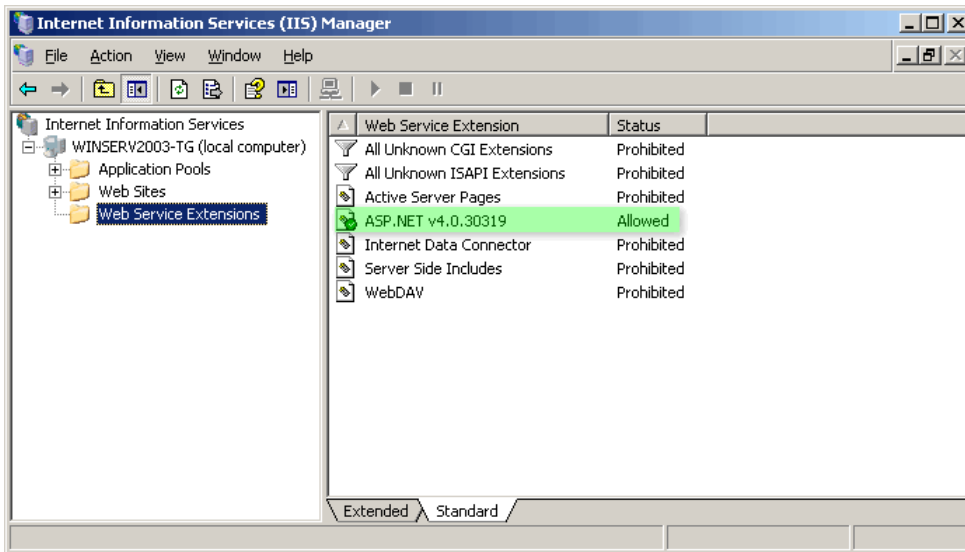 Internet Information Services (IIS) Manager
File Action View Window Help
Internet Information Services
WINSERV2003-TG (local computer)
Application Pools
Web Sites
Web Service Extensions
Web Service Extension Status
All Unknown CGI Extensions Prohibited
All Unknown ISAPI Extensions Prohibited
Active Server Pages Prohibited
ASP.NET v4.0.30319 Allowed
Internet Data Connector Prohibited
Server Side Includes Prohibited
WebDAV Prohibited
Extended Standard